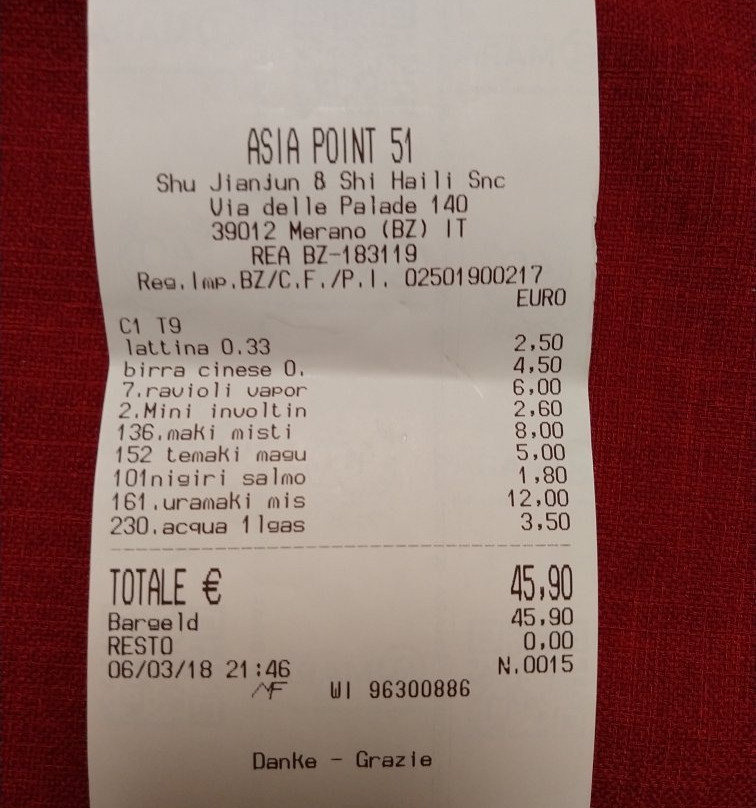 ASIA POINT 51
Shu Jianjun & Shi Haili Snc
Via delle Palade 140
39012 Merano (BZ) IT
REA BZ-183119
Reg.Imp.BZ/C.F./P.I. 02501900217
EURO
C1 T9
lattina 0.33 2,50
birra cinese 0. 4,50
7.ravioli vapor 6,00
2.Mini involtin 2,60
136.maki misti 8,00
152 temaki magu 5,00
101nigiri salmo 1,80
161.uramaki mis 12,00
230.acqua 1lgas 3,50
TOTALE € 45,90
Bargeld 45,90
RESTO 0,00
06/03/18 21:46 N.0015
MF WI 96300886
Danke - Grazie